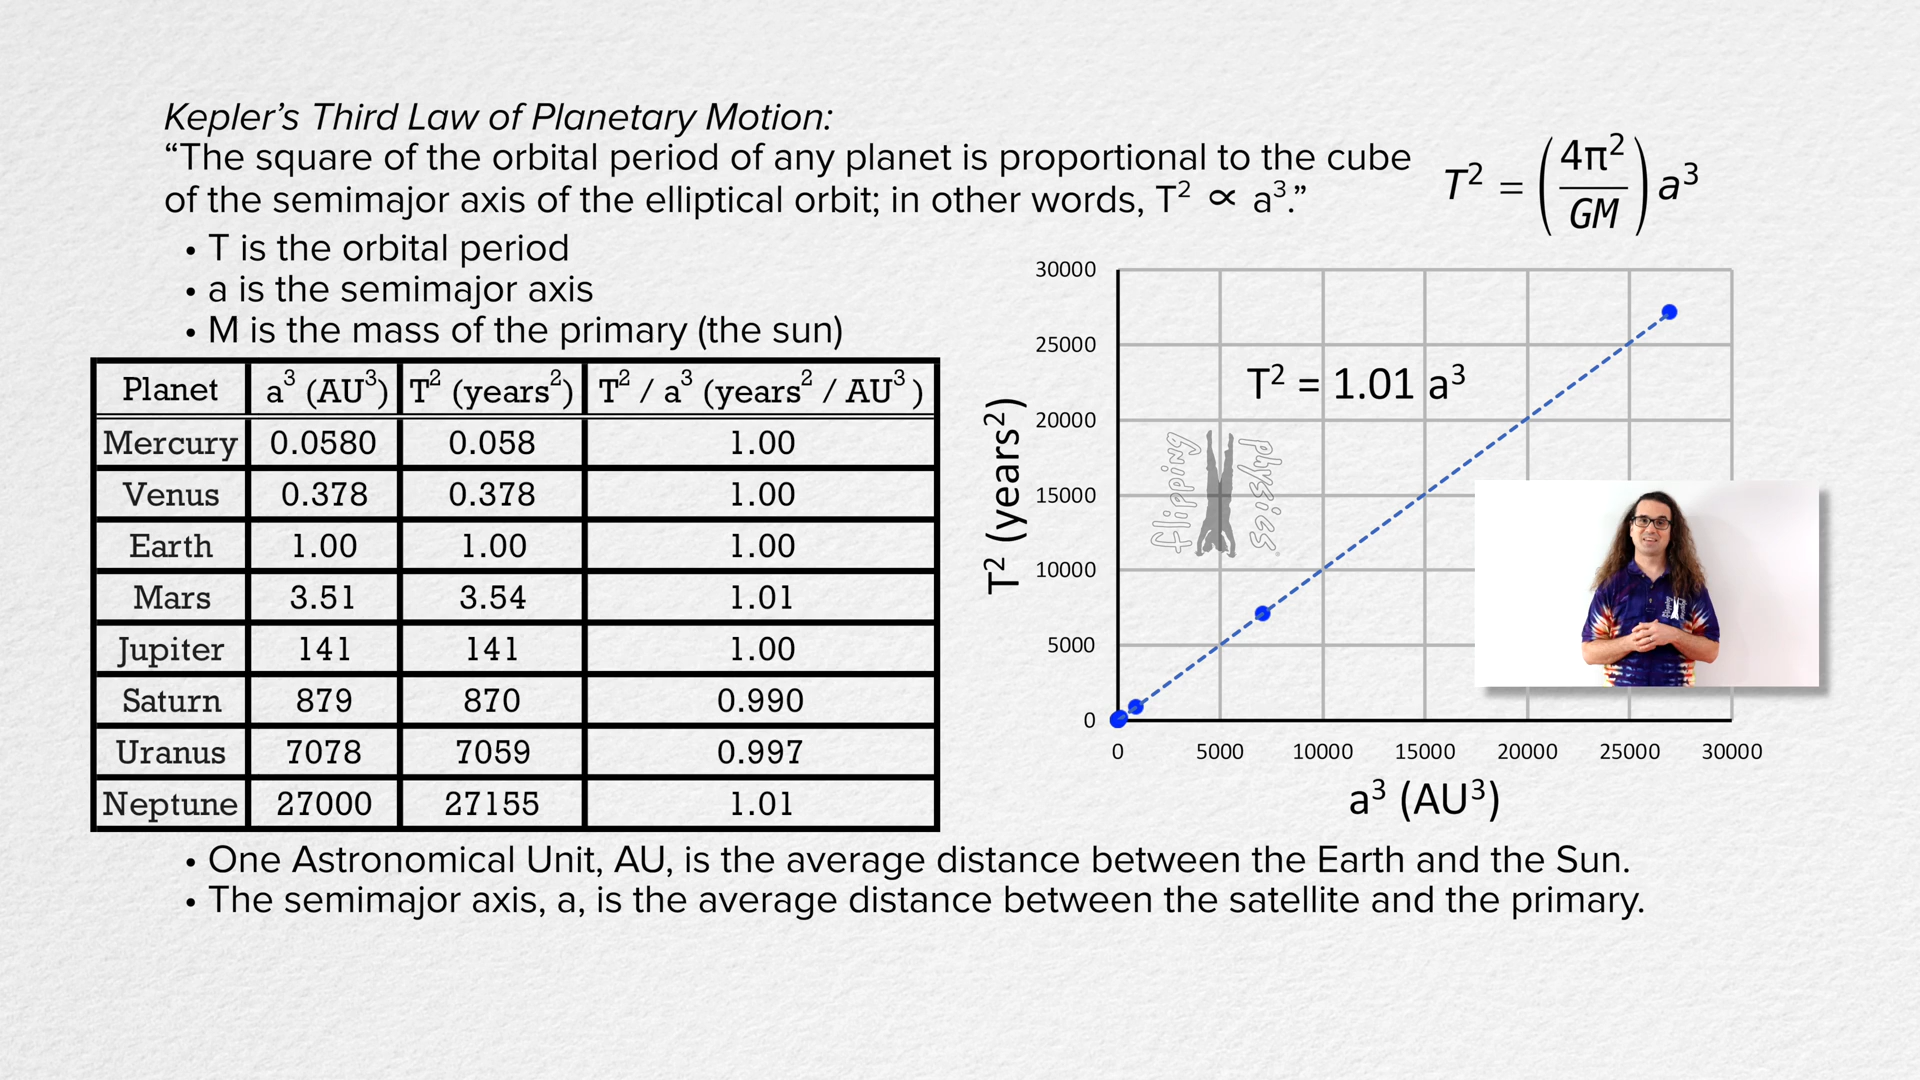 Kepler’s Third Law of Planetary Motion:
“The square of the orbital period of any planet is proportional to the cube
of the semimajor axis of the elliptical orbit; in other words, T² ∝ a³.”
T² = (4π²/GM) a³
• T is the orbital period
• a is the semimajor axis
• M is the mass of the primary (the sun)
Planet a³ (AU³) T² (years²) T² / a³ (years² / AU³)
Mercury 0.0580 0.058 1.00
Venus 0.378 0.378 1.00
Earth 1.00 1.00 1.00
Mars 3.51 3.54 1.01
Jupiter 141 141 1.00
Saturn 879 870 0.990
Uranus 7078 7059 0.997
Neptune 27000 27155 1.01
T² (years²)
30000
25000
20000
15000
10000
5000
0
T² = 1.01 a³
flipping physics
0 5000 10000 15000 20000 25000 30000
a³ (AU³)
• One Astronomical Unit, AU, is the average distance between the Earth and the Sun.
• The semimajor axis, a, is the average distance between the satellite and the primary.